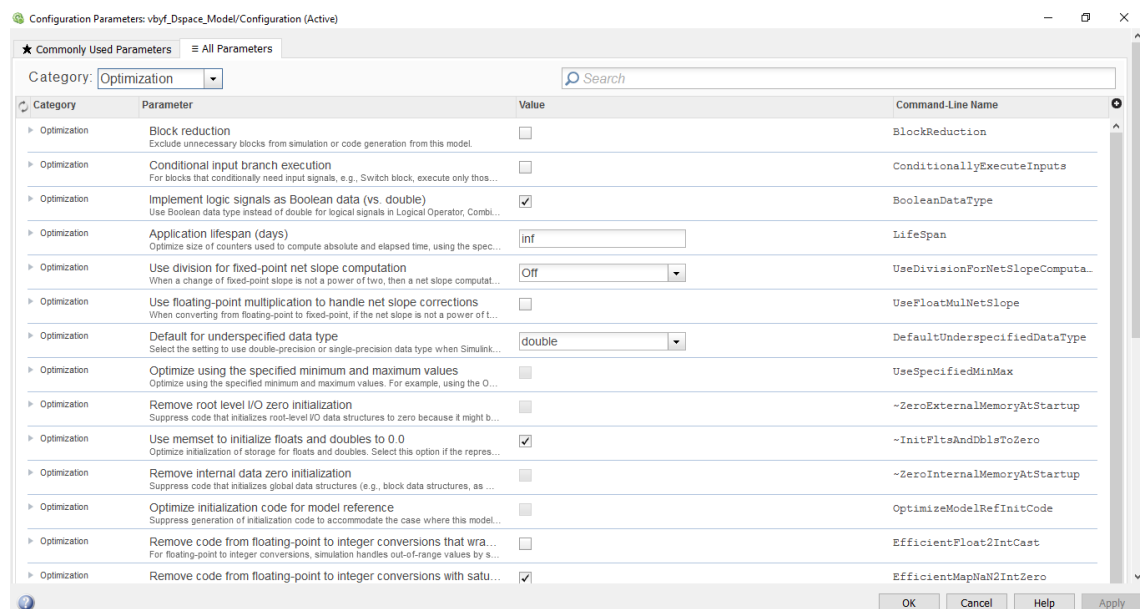 Configuration Parameters: vbyf_Dspace_Model/Configuration (Active)
★ Commonly Used Parameters ≡ All Parameters
Category: Optimization Search
Category Parameter Value Command-Line Name
Optimization Block reduction BlockReduction
Exclude unnecessary blocks from simulation or code generation from this model.
Optimization Conditional input branch execution ConditionallyExecuteInputs
For blocks that conditionally need input signals, e.g., Switch block, execute only thos...
Optimization Implement logic signals as Boolean data (vs. double) BooleanDataType
Use Boolean data type instead of double for logical signals in Logical Operator, Combi...
Optimization Application lifespan (days) inf LifeSpan
Optimize size of counters used to compute absolute and elapsed time, using the spec...
Optimization Use division for fixed-point net slope computation Off UseDivisionForNetSlopeComputa...
When a change of fixed-point slope is not a power of two, then a net slope computat...
Optimization Use floating-point multiplication to handle net slope corrections UseFloatMulNetSlope
When converting from floating-point to fixed-point, if the net slope is not a power of t...
Optimization Default for underspecified data type double DefaultUnderspecifiedDataType
Select the setting to use double-precision or single-precision data type when Simulink...
Optimization Optimize using the specified minimum and maximum values UseSpecifiedMinMax
Optimize using the specified minimum and maximum values. For example, using the O...
Optimization Remove root level I/O zero initialization ~ZeroExternalMemoryAtStartup
Suppress code that initializes root-level I/O data structures to zero because it might b...
Optimization Use memset to initialize floats and doubles to 0.0 ~InitFltsAndDblsToZero
Optimize initialization of storage for floats and doubles. Select this option if the repres...
Optimization Remove internal data zero initialization ~ZeroInternalMemoryAtStartup
Suppress code that initializes global data structures (e.g., block data structures, as ...
Optimization Optimize initialization code for model reference OptimizeModelRefInitCode
Suppress generation of initialization code to accommodate the case where this model...
Optimization Remove code from floating-point to integer conversions that wra... EfficientFloat2IntCast
For floating-point to integer conversions, simulation handles out-of-range values by s...
Optimization Remove code from floating-point to integer conversions with satu... EfficientMapNaN2IntZero
OK Cancel Help Apply